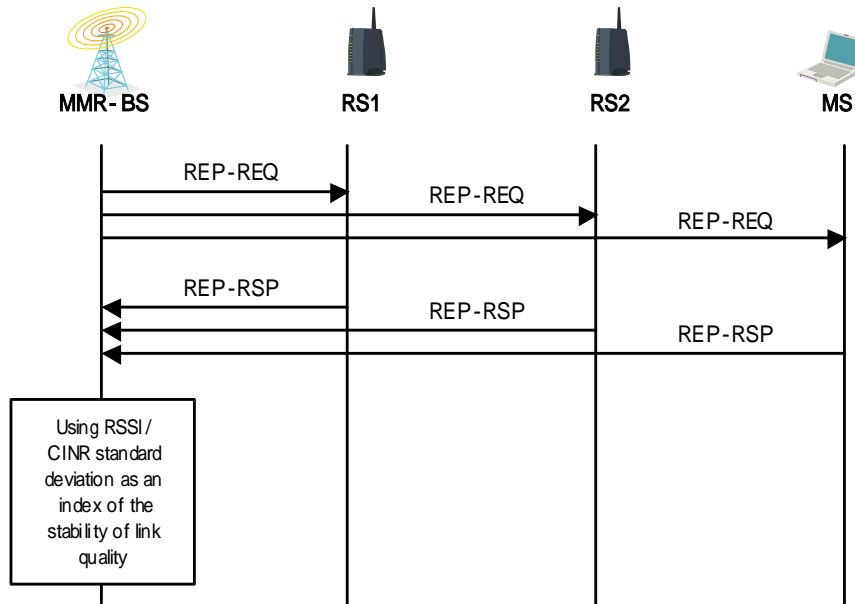 MMR-BS RS1 RS2 MS
REP-REQ
REP-REQ
REP-REQ
REP-RSP
REP-RSP
REP-RSP
Using RSSI/
CINR standard
deviation as an
index of the
stability of link
quality